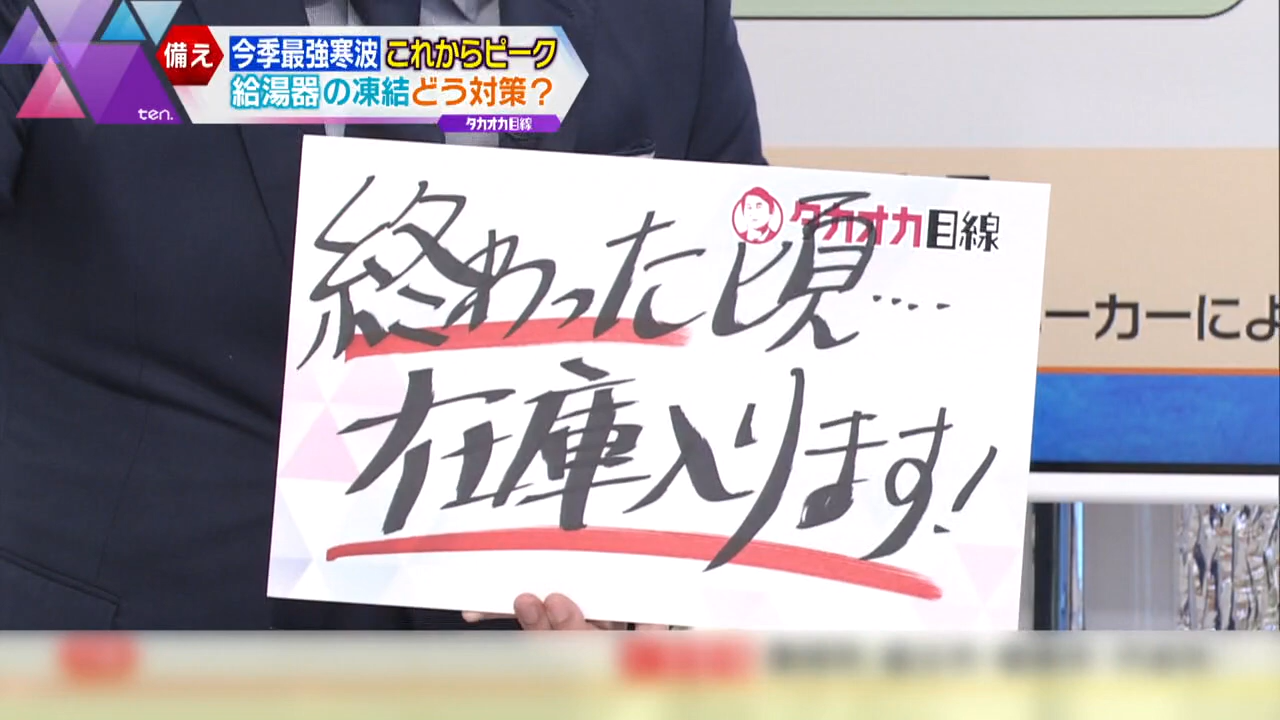 備え
今季最強寒波 これからピーク
給湯器の凍結どう対策？
ten.
タカオカ目線
タカオカ目線
終わった頃‥‥
在庫入ります!
ーカーによ